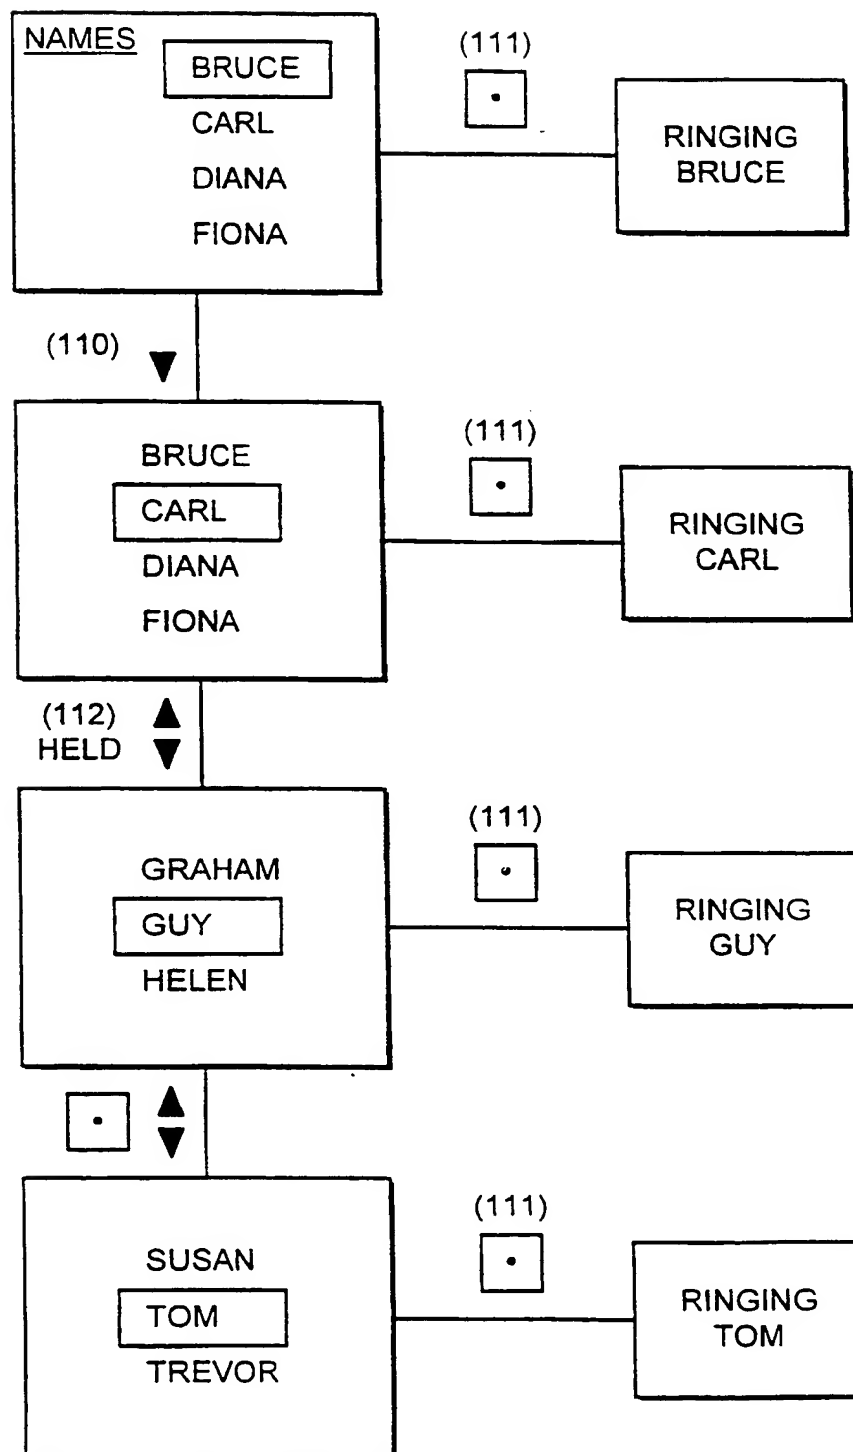 NAMES
BRUCE
CARL
DIANA
FIONA
(111)
RINGING
BRUCE
(110)
BRUCE
CARL
DIANA
FIONA
(111)
RINGING
CARL
(112)
HELD
GRAHAM
GUY
HELEN
(111)
RINGING
GUY
SUSAN
TOM
TREVOR
(111)
RINGING
TOM